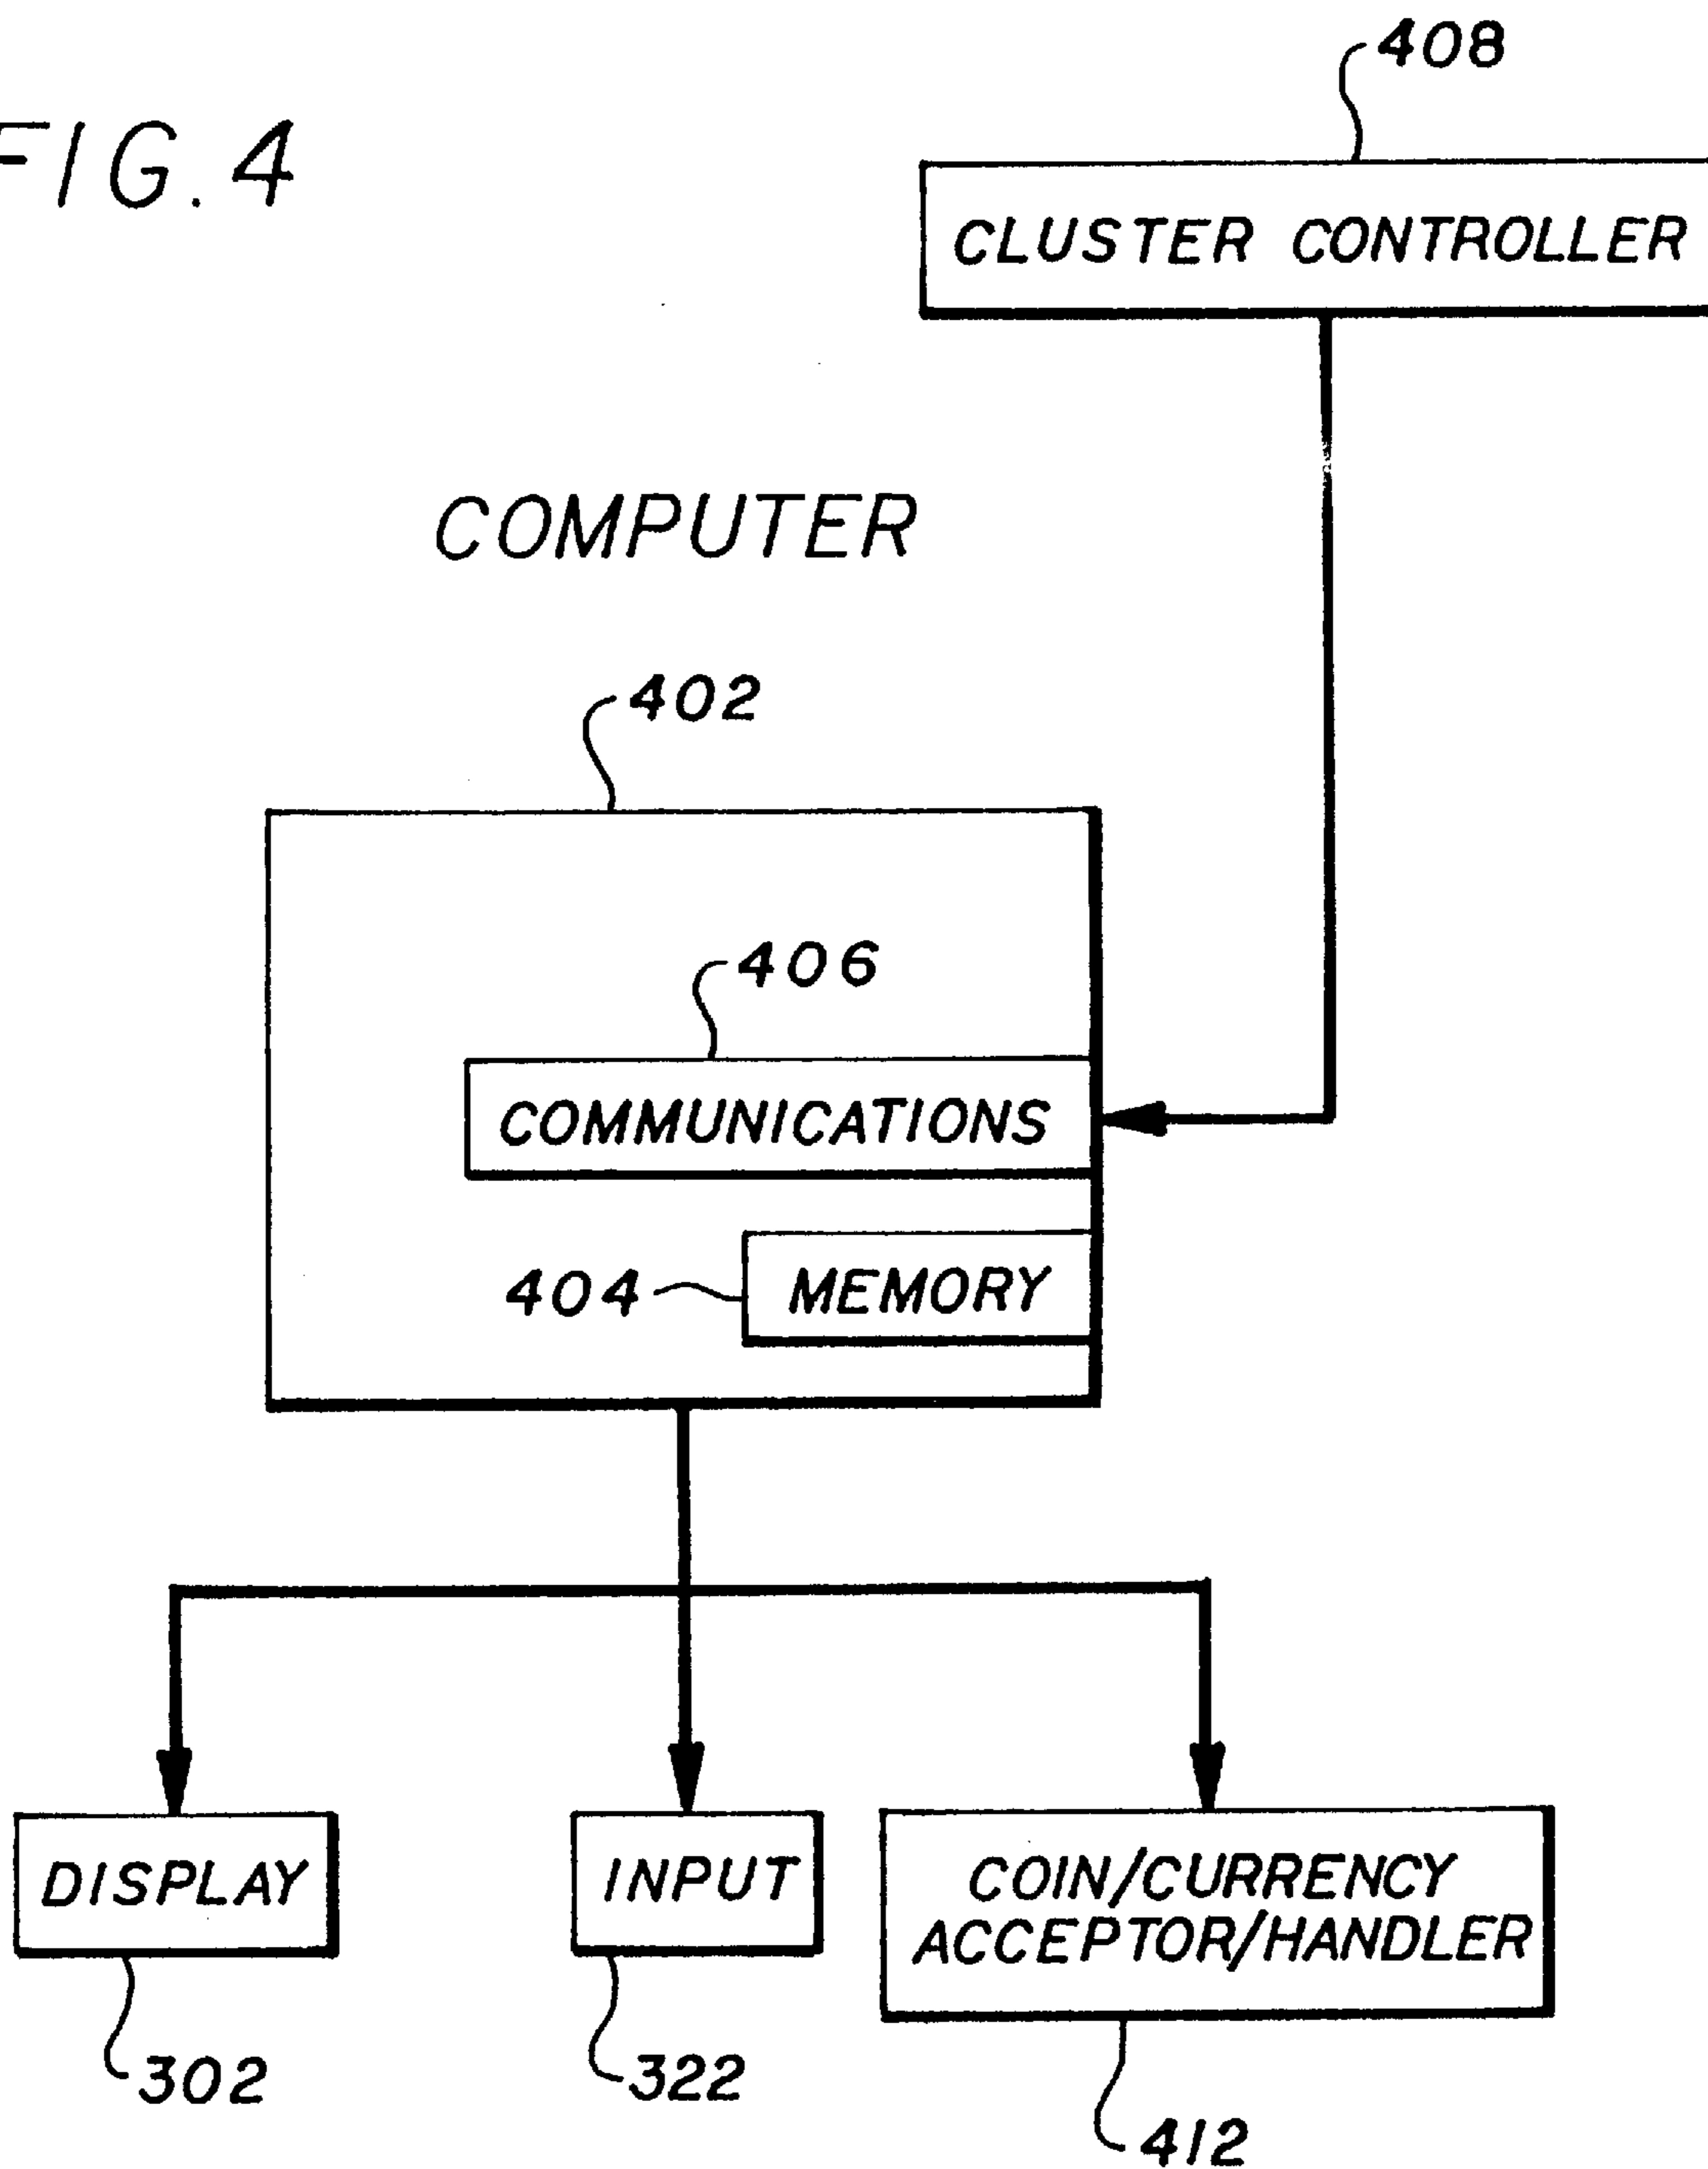 FIG. 4
408
CLUSTER CONTROLLER
COMPUTER
402
406
COMMUNICATIONS
404
MEMORY
DISPLAY
INPUT
COIN/CURRENCY
ACCEPTOR/HANDLER
302
322
412